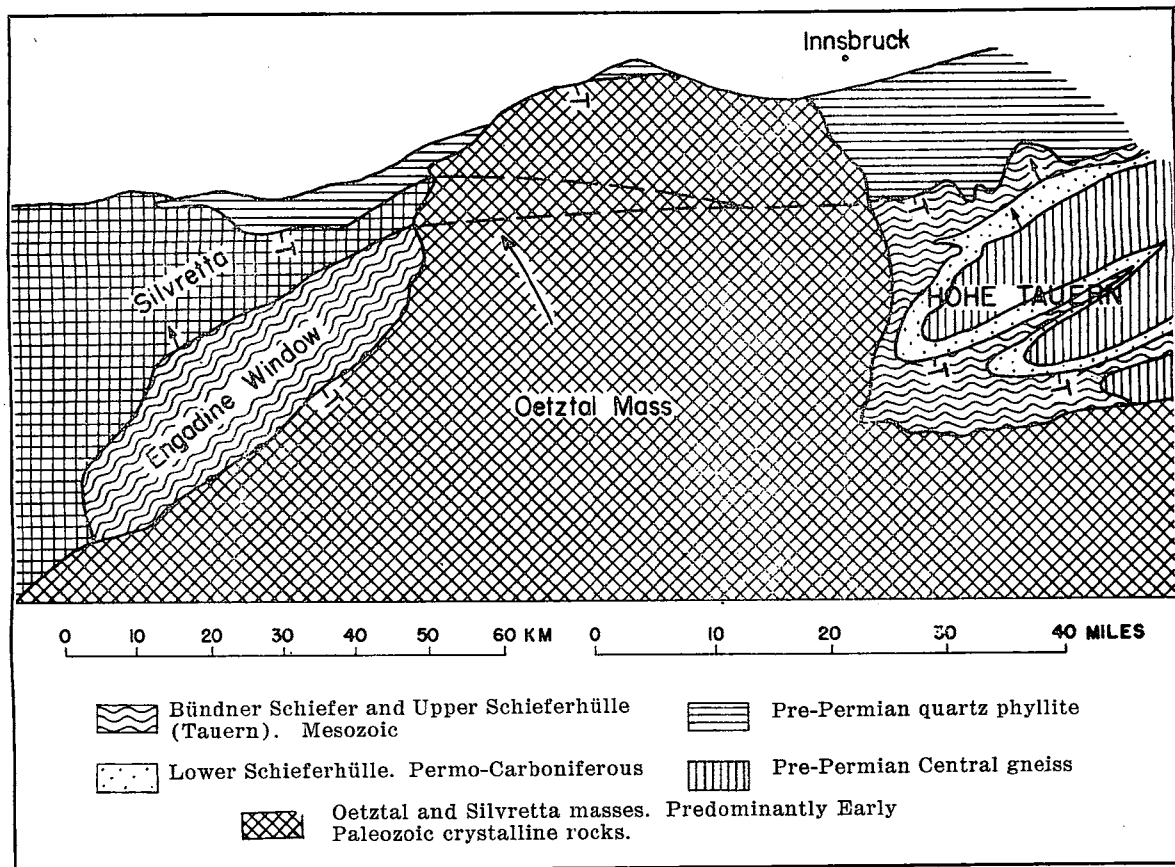 Innsbruck
Silvretta
Engadine Window
Oetztal Mass
HOHE TAUERN
0 10 20 30 40 50 60 KM
0 10 20 30 40 MILES
Bündner Schiefer and Upper Schieferhülle
(Tauern). Mesozoic
Pre-Permian quartz phyllite
Lower Schieferhülle. Permo-Carboniferous
Pre-Permian Central gneiss
Oetztal and Silvretta masses. Predominantly Early
Paleozoic crystalline rocks.